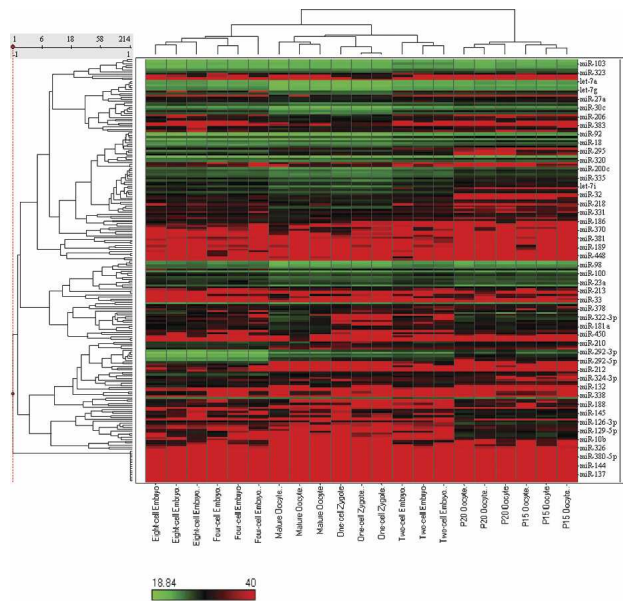 1 6 18 58 214
-1 1
miR-103
miR-323
let-7a
let-7g
miR-27a
miR-30c
miR-206
miR-383
miR-92
miR-18
miR-295
miR-320
miR-200c
miR-335
let-7i
miR-32
miR-218
miR-331
miR-186
miR-370
miR-381
miR-189
miR-448
miR-98
miR-100
miR-23a
miR-213
miR-33
miR-378
miR-322-3p
miR-181a
miR-450
miR-210
miR-292-3p
miR-292-5p
miR-212
miR-324-3p
miR-132
miR-338
miR-188
miR-145
miR-126-3p
miR-129-5p
miR-10b
miR-326
miR-380-5p
miR-144
miR-137
Eight-cell Embryo
Eight-cell Embryo..
Eight-cell Embryo
Four-cell Embryo..
Four-cell Embryo
Four-cell Embryo..
Mature Oocyte..
Mature Oocyte..
Mature Oocyte
One-cell Zygote..
One-cell Zygote..
One-cell Zygote
Two-cell Embryo
Two-cell Embryo..
Two-cell Embryo
P20 Oocyte
P20 Oocyte..
P20 Oocyte
P15 Oocyte..
P15 Oocyte
P15 Oocyte..
18.84 40